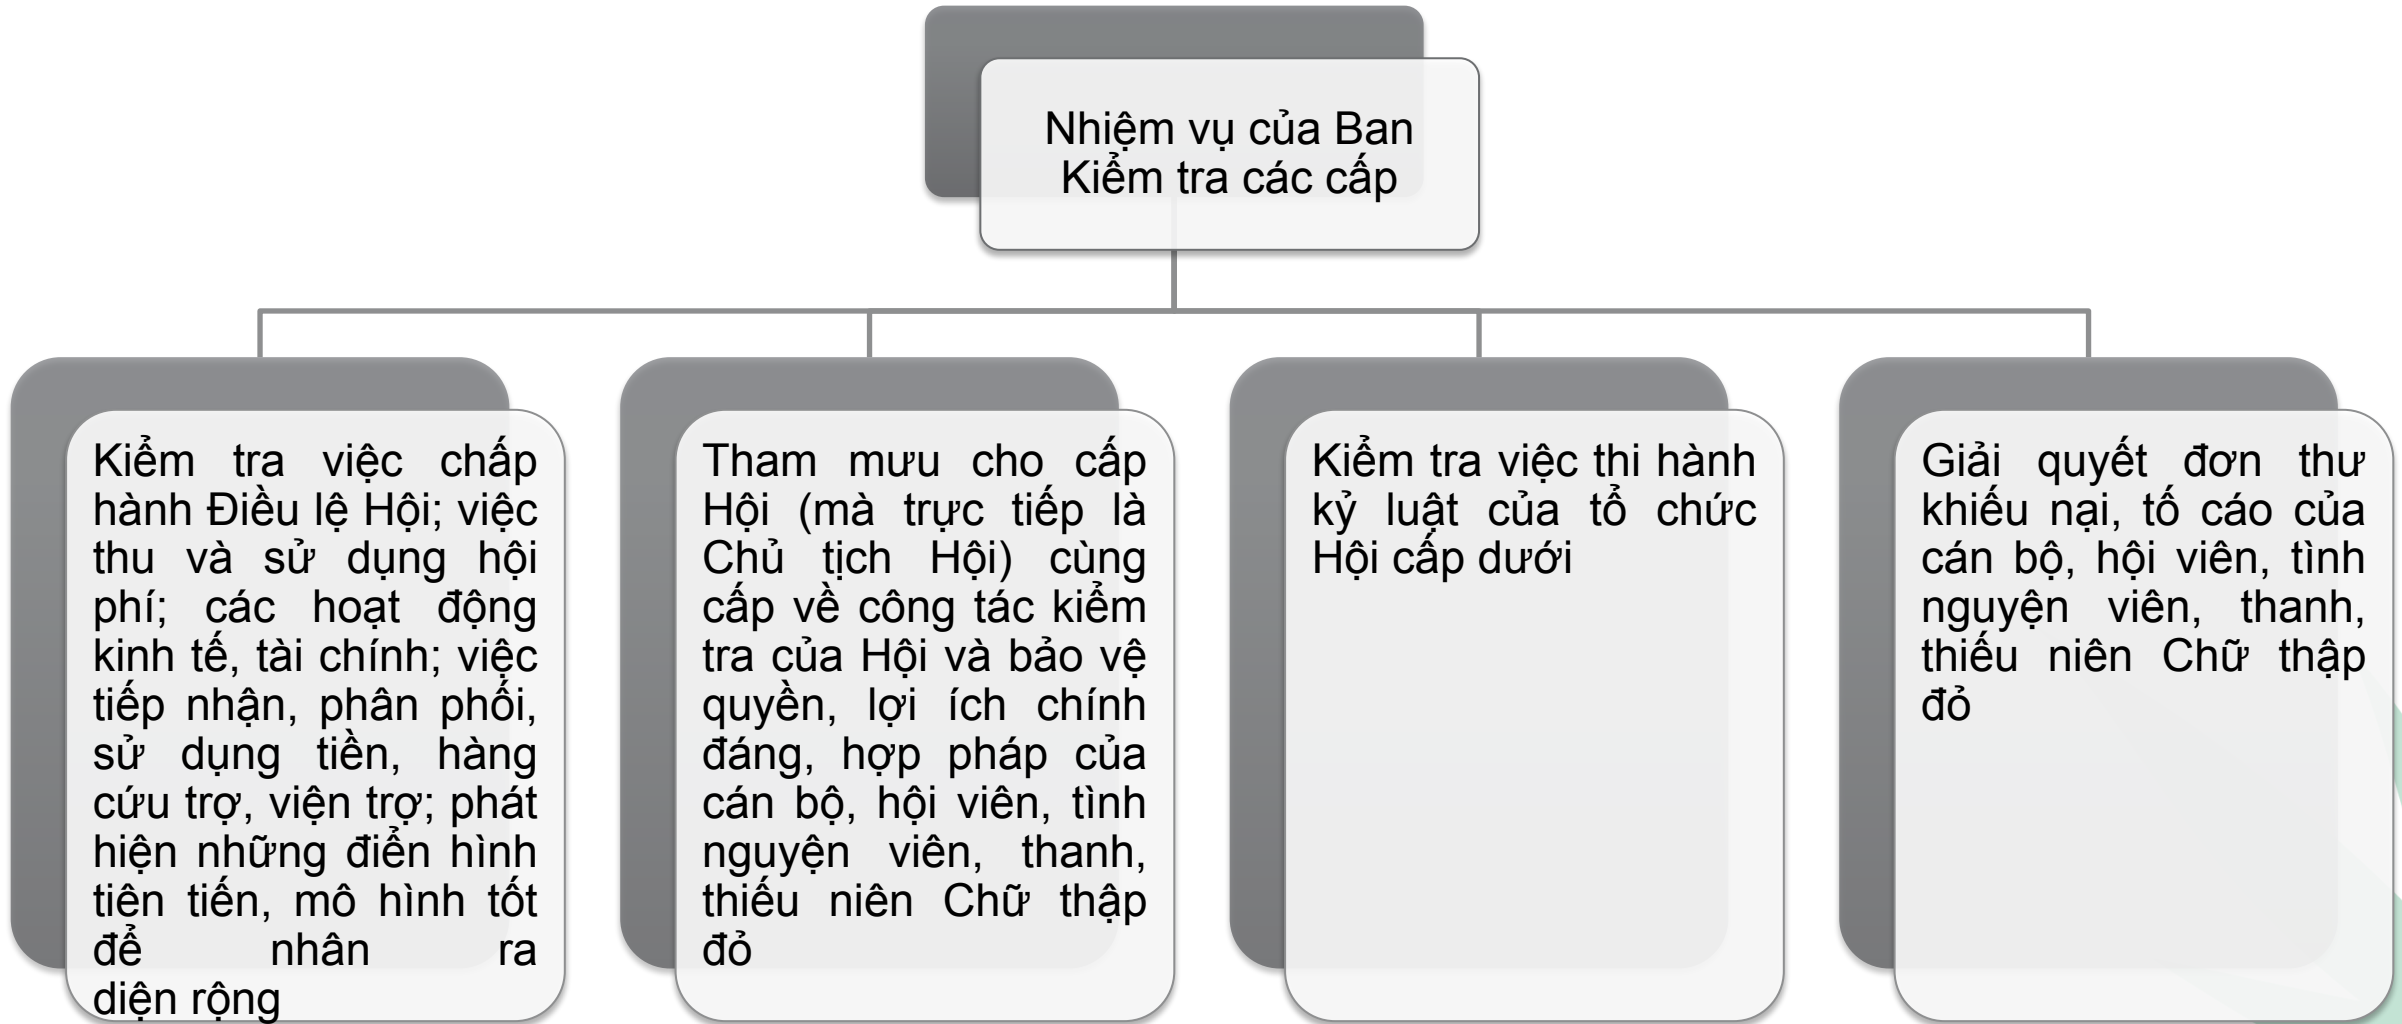 Nhiệm vụ của Ban
Kiểm tra các cấp
Kiểm tra việc chấp
hành Điều lệ Hội; việc
thu và sử dụng hội
phí; các hoạt động
kinh tế, tài chính; việc
tiếp nhận, phân phối,
sử dụng tiền, hàng
cứu trợ, viện trợ; phát
hiện những điển hình
tiên tiến, mô hình tốt
để nhân ra
diện rộng
Tham mưu cho cấp
Hội (mà trực tiếp là
Chủ tịch Hội) cùng
cấp về công tác kiểm
tra của Hội và bảo vệ
quyền, lợi ích chính
đáng, hợp pháp của
cán bộ, hội viên, tình
nguyện viên, thanh,
thiếu niên Chữ thập
đỏ
Kiểm tra việc thi hành
kỷ luật của tổ chức
Hội cấp dưới
Giải quyết đơn thư
khiếu nại, tố cáo của
cán bộ, hội viên, tình
nguyện viên, thanh,
thiếu niên Chữ thập
đỏ